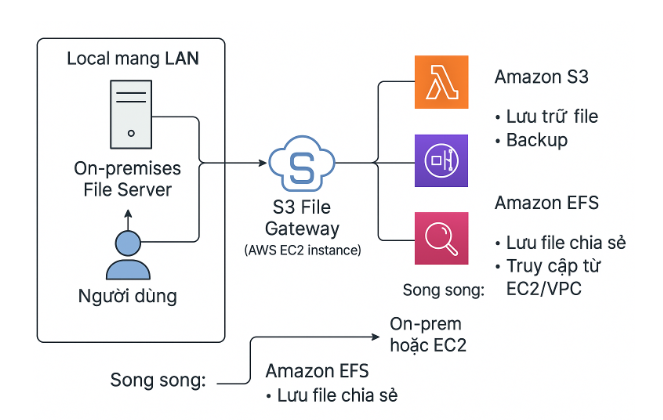 Local mang LAN
On-premises
File Server
Người dùng
S
S3 File
Gateway
(AWS EC2 instance)
Amazon S3
• Lưu trữ file
• Backup
Amazon EFS
• Lưu file chia sẻ
• Truy cập từ
EC2/VPC
Song song:
On-prem
hoặc EC2
Song song:
Amazon EFS
• Lưu file chia sẻ